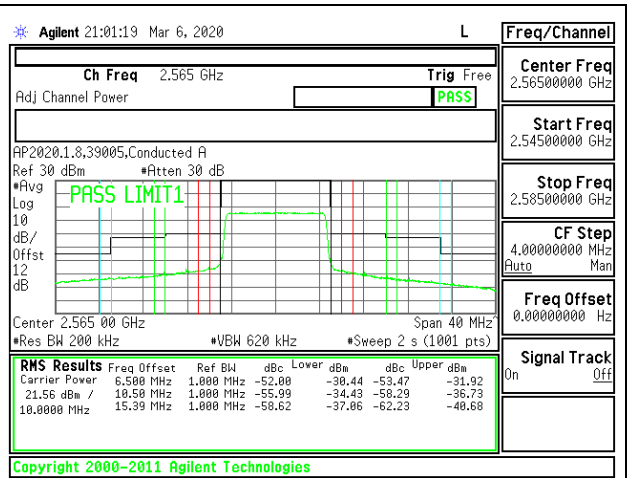 Agilent 21:01:19 Mar 6, 2020 L
Freq/Channel
Ch Freq 2.565 GHz Trig Free
Adj Channel Power PASS
AP2020.1.8,39005,Conducted A
Ref 30 dBm #Atten 30 dB
#Avg
Log
10
dB/
Offst
12
dB
PASS LIMIT1
Center 2.565 00 GHz Span 40 MHz^
#Res BW 200 kHz #VBW 620 kHz #Sweep 2 s (1001 pts)
RMS Results Freq Offset Ref BW dBc Lower dBm dBc Upper dBm
Carrier Power 6.500 MHz 1.000 MHz -52.00 -30.44 -53.47 -31.92
21.56 dBm / 10.50 MHz 1.000 MHz -55.99 -34.43 -58.29 -36.73
10.0000 MHz 15.39 MHz 1.000 MHz -58.62 -37.06 -62.23 -40.68
Center Freq
2.56500000 GHz
Start Freq
2.54500000 GHz
Stop Freq
2.58500000 GHz
CF Step
4.00000000 MHz
Auto Man
Freq Offset
0.00000000 Hz
Signal Track
On Off
Copyright 2000-2011 Agilent Technologies